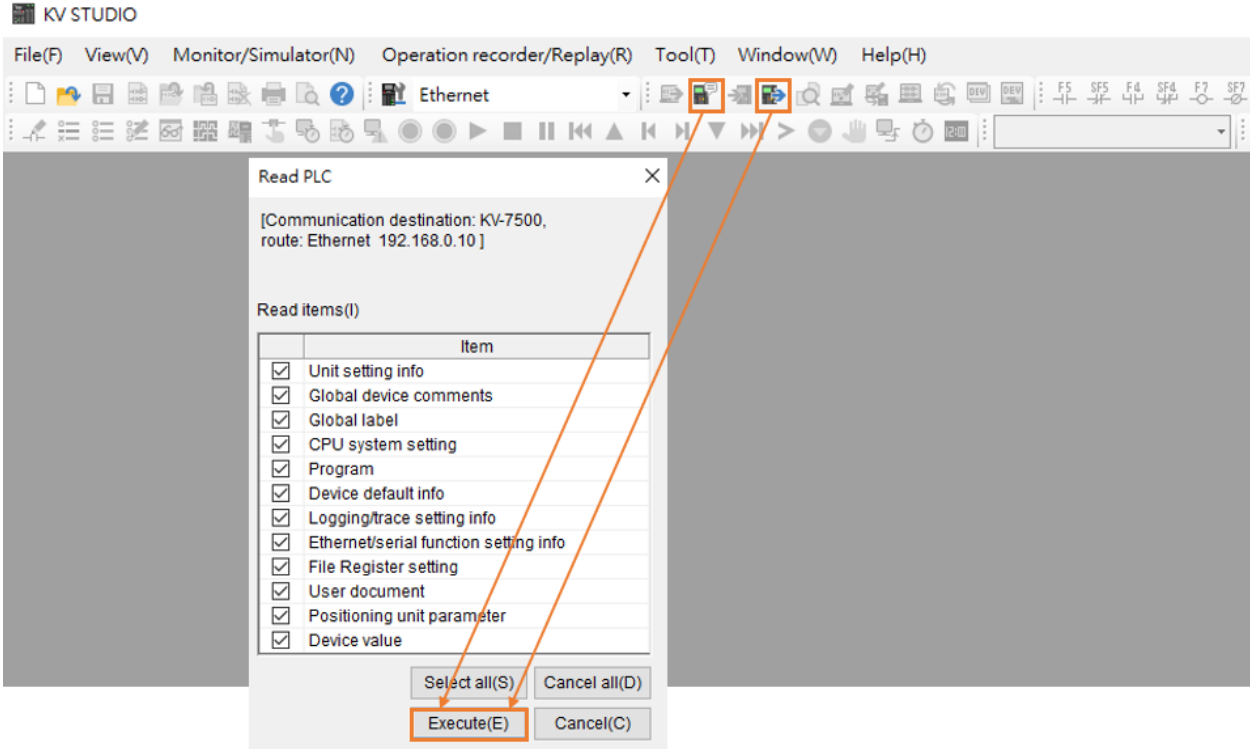 KV STUDIO
File(F) View(V) Monitor/Simulator(N) Operation recorder/Replay(R) Tool(T) Window(W) Help(H)
Ethernet DEV DEV F5 SF5 F4 SF4 F7 SF7
Read PLC
[Communication destination: KV-7500,
route: Ethernet 192.168.0.10 ]
Read items(I)
Item
Unit setting info
Global device comments
Global label
CPU system setting
Program
Device default info
Logging/trace setting info
Ethernet/serial function setting info
File Register setting
User document
Positioning unit parameter
Device value
Select all(S) Cancel all(D)
Execute(E) Cancel(C)